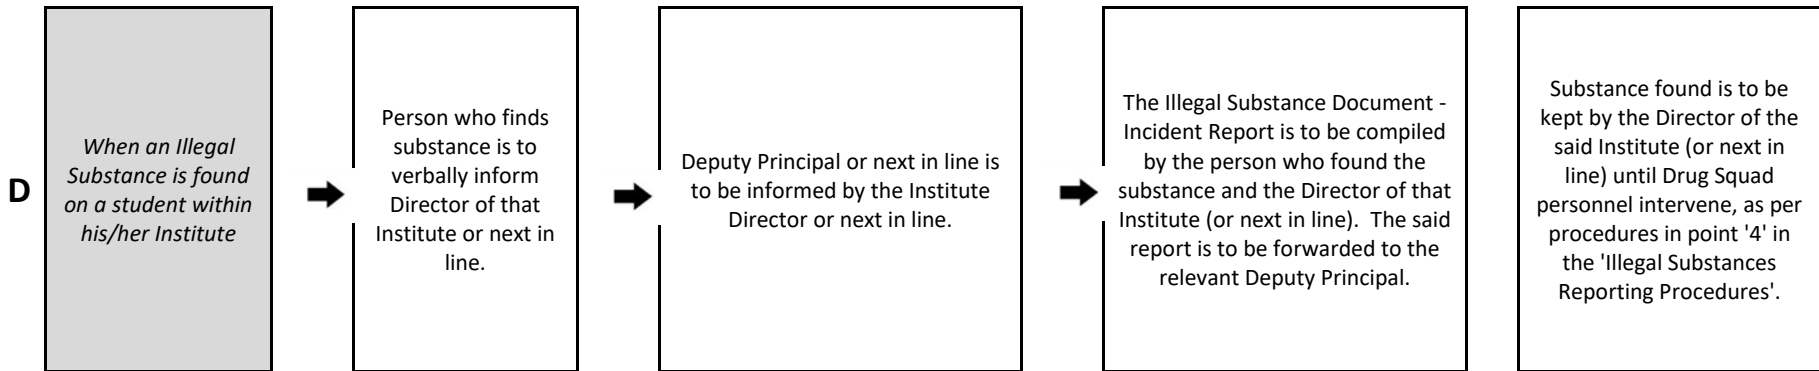 D
When an Illegal
Substance is found
on a student within
his/her Institute
Person who finds
substance is to
verbally inform
Director of that
Institute or next in
line.
Deputy Principal or next in line is
to be informed by the Institute
Director or next in line.
The Illegal Substance Document -
Incident Report is to be compiled
by the person who found the
substance and the Director of that
Institute (or next in line).  The said
report is to be forwarded to the
relevant Deputy Principal.
Substance found is to be
kept by the Director of the
said Institute (or next in
line) until Drug Squad
personnel intervene, as per
procedures in point '4' in
the 'Illegal Substances
Reporting Procedures'.